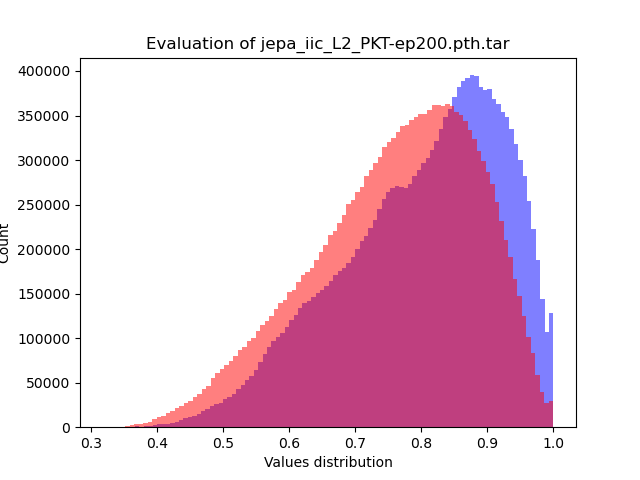 Evaluation of jepa_iic_L2_PKT-ep200.pth.tar
400000
350000
300000
250000
200000
150000
100000
50000
0
Count
0.3 0.4 0.5 0.6 0.7 0.8 0.9 1.0
Values distribution